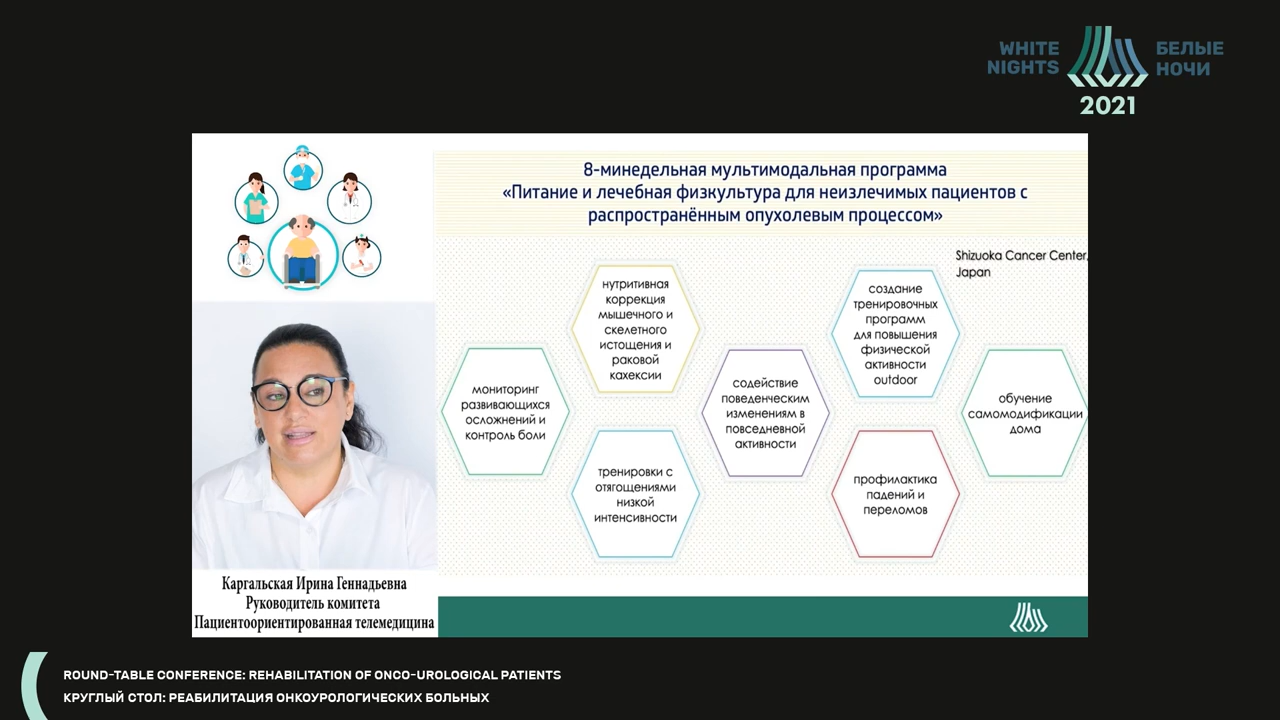 WHITE
NIGHTS
БЕЛЫЕ
НОЧИ
2021
8-минедельная мультимодальная программа
«Питание и лечебная физкультура для неизлечимых пациентов с
распространённым опухолевым процессом»
Shizuoka Cancer Center,
Japan
мониторинг
развивающихся
осложнений и
контроль боли
нутритивная
коррекция
мышечного и
скелетного
истощения и
раковой
кахексии
тренировки с
отягощениями
низкой
интенсивности
содействие
поведенческим
изменениям в
повседневной
активности
создание
тренировочных
программ
для повышения
физической
активности
outdoor
профилактика
падений и
переломов
обучение
самомодификации
дома
Каргальская Ирина Геннадьевна
Руководитель комитета
Пациентоориентированная телемедицина
ROUND-TABLE CONFERENCE: REHABILITATION OF ONCO-UROLOGICAL PATIENTS
КРУГЛЫЙ СТОЛ: РЕАБИЛИТАЦИЯ ОНКОУРОЛОГИЧЕСКИХ БОЛЬНЫХ